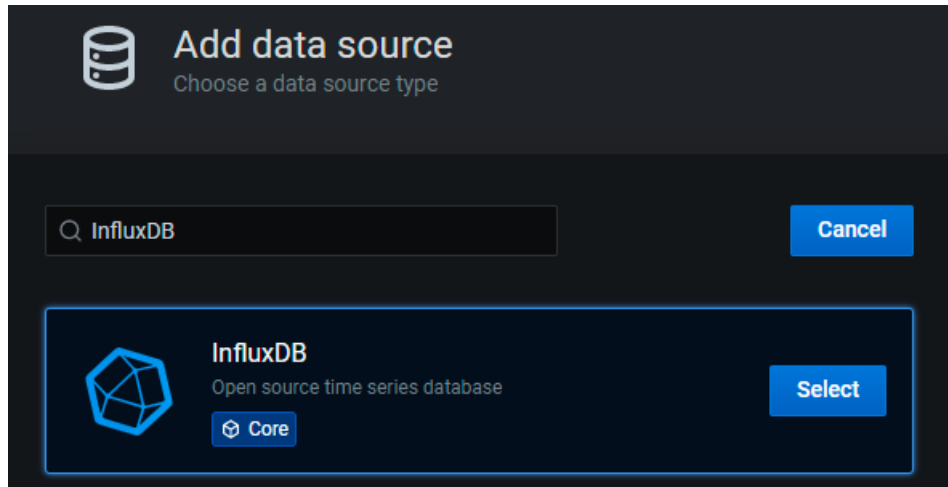 Add data source
Choose a data source type
InfluxDB
Cancel
InfluxDB
Open source time series database
Select
Core